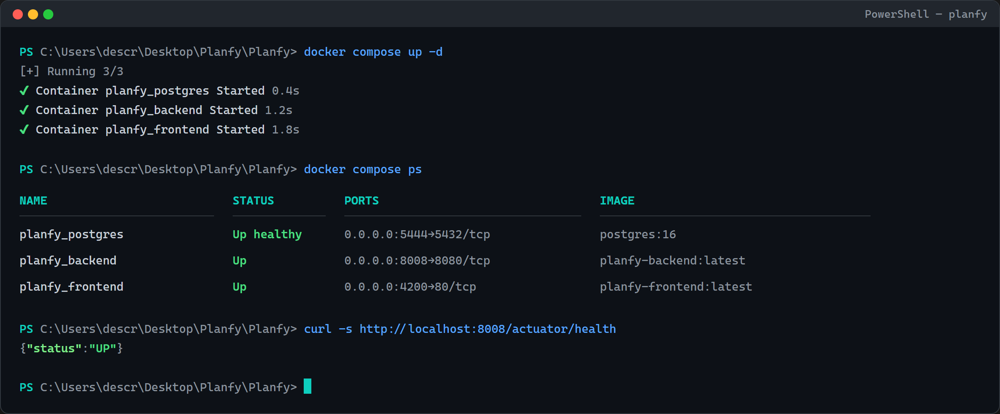 PowerShell — planfy
PS C:\Users\descr\Desktop\Planfy\Planfy> docker compose up -d
[+] Running 3/3
✔ Container planfy_postgres Started 0.4s
✔ Container planfy_backend Started 1.2s
✔ Container planfy_frontend Started 1.8s
PS C:\Users\descr\Desktop\Planfy\Planfy> docker compose ps
NAME STATUS PORTS IMAGE
planfy_postgres Up healthy 0.0.0.0:5444→5432/tcp postgres:16
planfy_backend Up 0.0.0.0:8008→8080/tcp planfy-backend:latest
planfy_frontend Up 0.0.0.0:4200→80/tcp planfy-frontend:latest
PS C:\Users\descr\Desktop\Planfy\Planfy> curl -s http://localhost:8008/actuator/health
{"status":"UP"}
PS C:\Users\descr\Desktop\Planfy\Planfy>